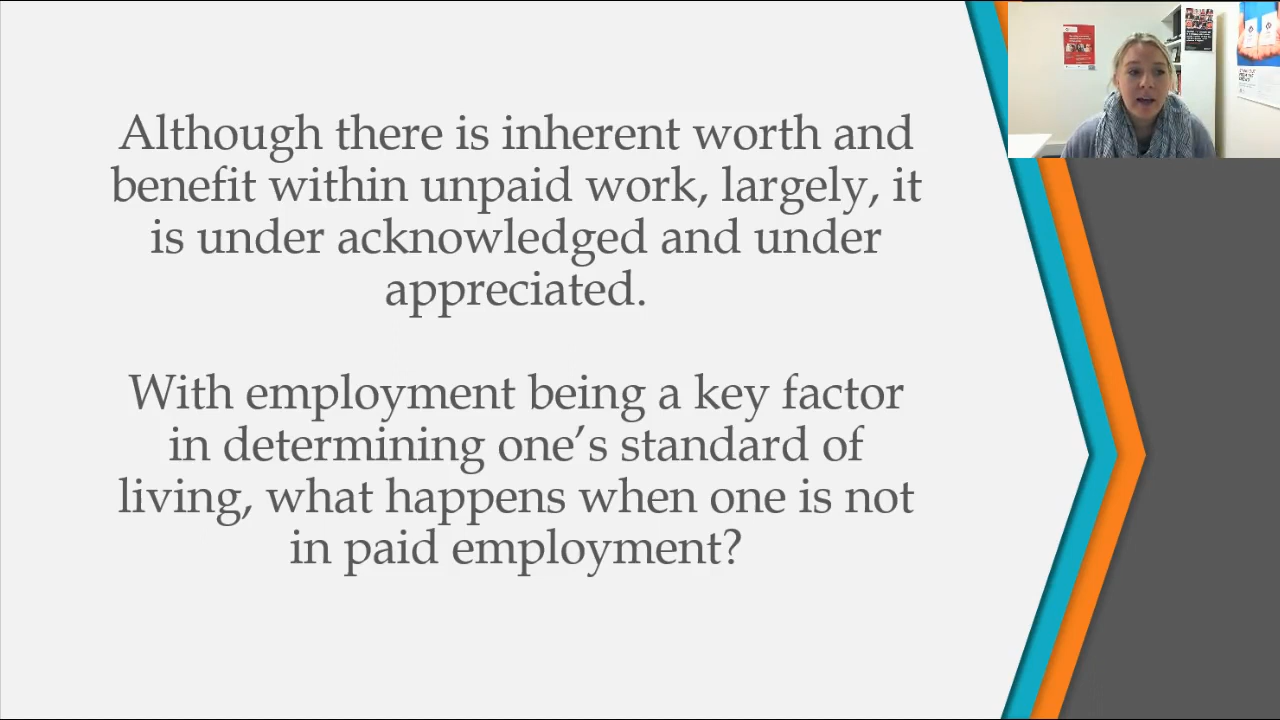 Although there is inherent worth and
benefit within unpaid work, largely, it
is under acknowledged and under
appreciated.
With employment being a key factor
in determining one’s standard of
living, what happens when one is not
in paid employment?